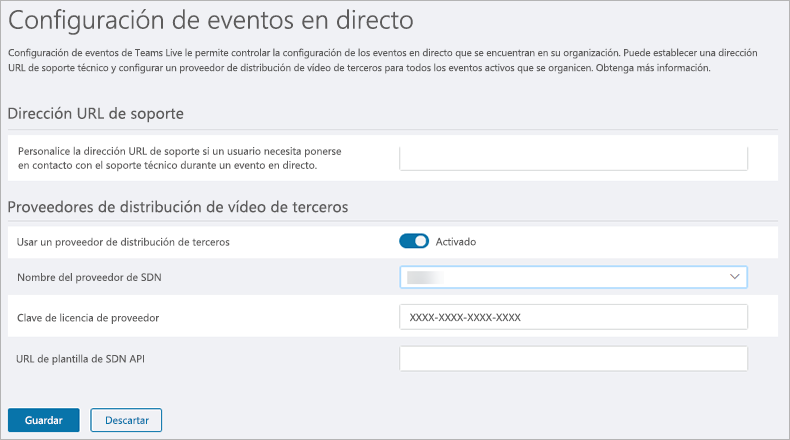 Configuración de eventos en directo
Configuración de eventos de Teams Live le permite controlar la configuración de los eventos en directo que se encuentran en su organización. Puede establecer una dirección
URL de soporte técnico y configurar un proveedor de distribución de vídeo de terceros para todos los eventos activos que se organicen. Obtenga más información.
Dirección URL de soporte
Personalice la dirección URL de soporte si un usuario necesita ponerse
en contacto con el soporte técnico durante un evento en directo.
Proveedores de distribución de vídeo de terceros
Usar un proveedor de distribución de terceros
Activado
Nombre del proveedor de SDN
Clave de licencia de proveedor
XXXX-XXXX-XXXX-XXXX
URL de plantilla de SDN API
Guardar
Descartar